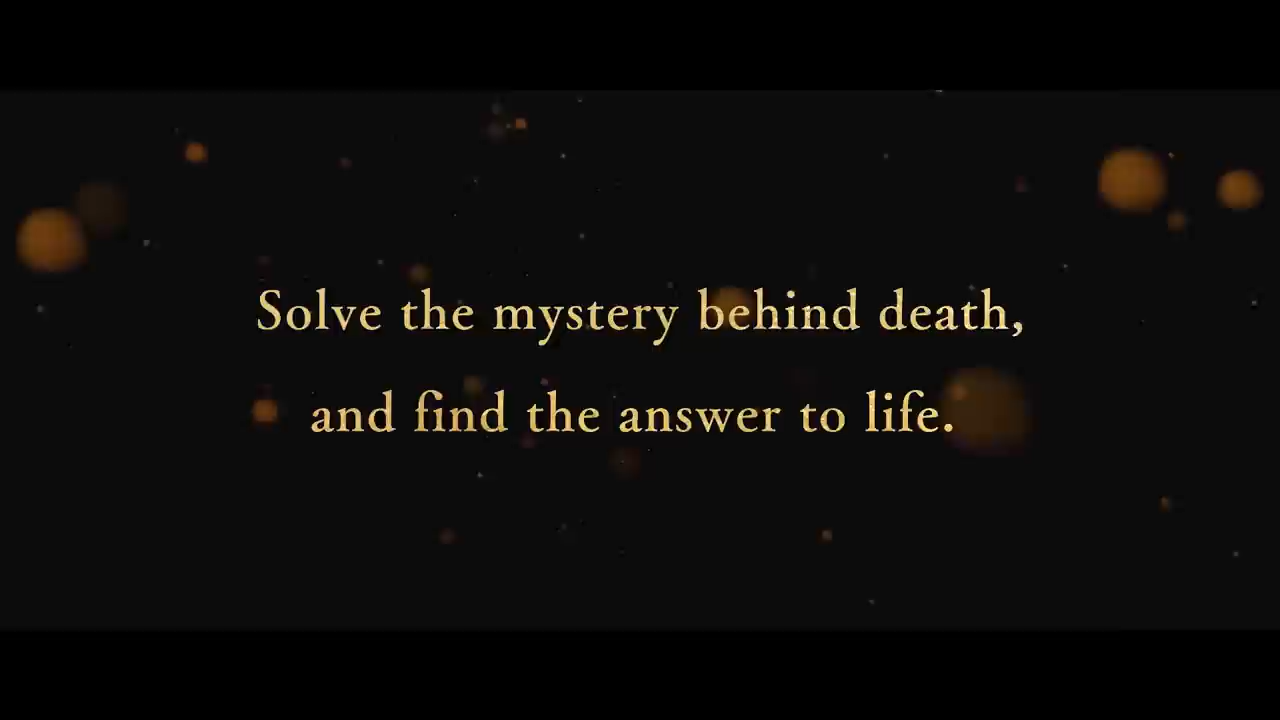 Solve the mystery behind death,
and find the answer to life.